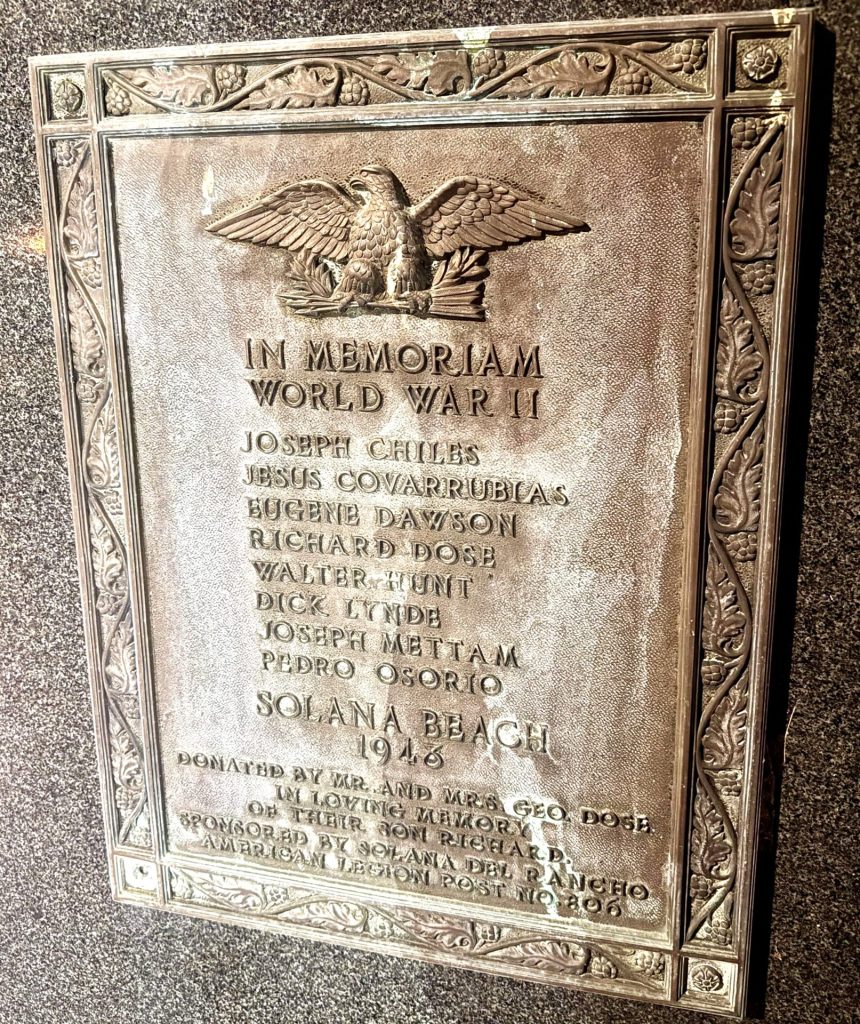 IN MEMORIAM
WORLD WAR II
JOSEPH CHILES
JESUS COVARRUBIAS
EUGENE DAWSON
RICHARD DOSE
WALTER HUNT
DICK LYNDE
JOSEPH METTAM
PEDRO OSORIO
SOLANA BEACH
1946
DONATED BY MR. AND MRS. GEO. DOSE
IN LOVING MEMORY
OF THEIR SON RICHARD.
SPONSORED BY SOLANA DEL RANCHO
AMERICAN LEGION POST NO. 306